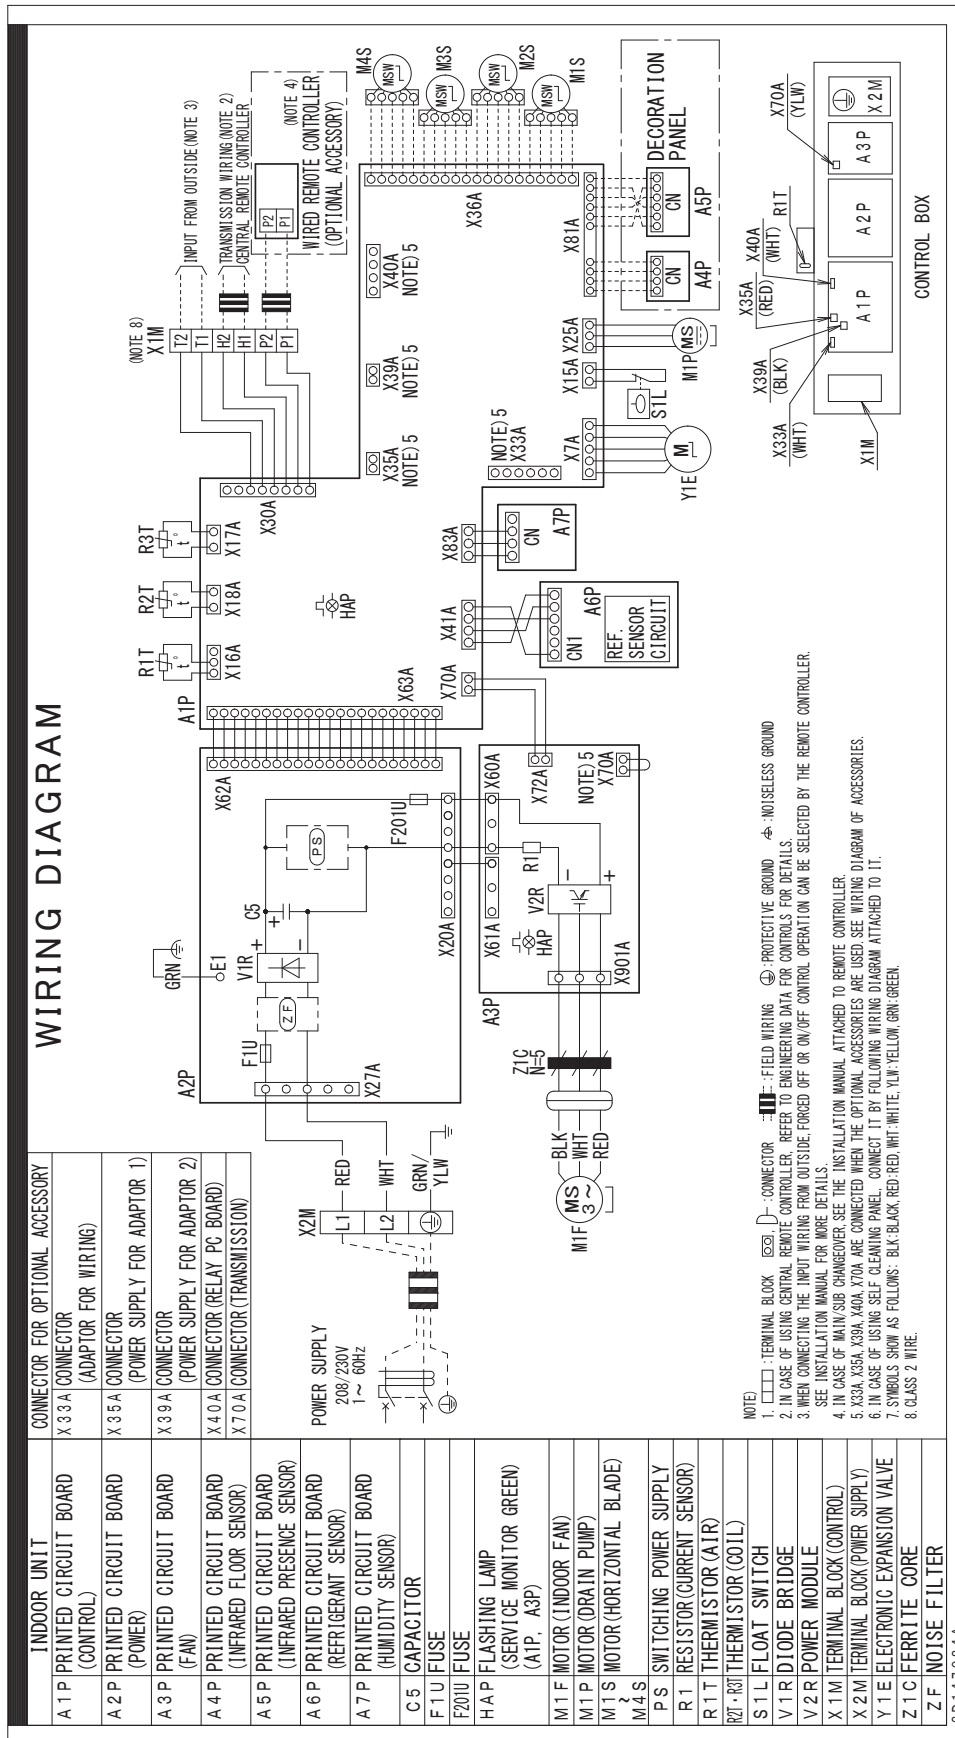 WIRING DIAGRAM
INDOOR UNIT
A1P PRINTED CIRCUIT BOARD
(CONTROL)
A2P PRINTED CIRCUIT BOARD
(POWER)
A3P PRINTED CIRCUIT BOARD
(FAN)
A4P PRINTED CIRCUIT BOARD
(INFRARED FLOOR SENSOR)
A5P PRINTED CIRCUIT BOARD
(INFRARED PRESENCE SENSOR)
A6P PRINTED CIRCUIT BOARD
(REFRIGERANT SENSOR)
A7P PRINTED CIRCUIT BOARD
(HUMIDITY SENSOR)
C5 CAPACITOR
F1U FUSE
F201U FUSE
HAP FLASHING LAMP
(SERVICE MONITOR GREEN)
(A1P, A3P)
M1F MOTOR(INDOOR FAN)
M1P MOTOR(DRAIN PUMP)
M1S MOTOR(HORIZONTAL BLADE)
~
M4S
PS SWITCHING POWER SUPPLY
R1 RESISTOR(CURRENT SENSOR)
R1T THERMISTOR(AIR)
R2T・R3T THERMISTOR(COIL)
S1L FLOAT SWITCH
V1R DIODE BRIDGE
V2R POWER MODULE
X1M TERMINAL BLOCK(CONTROL)
X2M TERMINAL BLOCK(POWER SUPPLY)
Y1E ELECTRONIC EXPANSION VALVE
Z1C FERRITE CORE
ZF NOISE FILTER
CONNECTOR FOR OPTIONAL ACCESSORY
X33A CONNECTOR
(ADAPTOR FOR WIRING)
X35A CONNECTOR
(POWER SUPPLY FOR ADAPTOR 1)
X39A CONNECTOR
(POWER SUPPLY FOR ADAPTOR 2)
X40A CONNECTOR(RELAY PC BOARD)
X70A CONNECTOR(TRANSMISSION)
POWER SUPPLY
208/230V
1~ 60Hz
X2M
L1
L2
RED
WHT
GRN/
YLW
A2P
X27A
F1U
ZF
V1R
+
-
C5
+
PS
GRN
E1
F201U
X20A
X62A
A3P
X61A
X60A
R1
V2R
-
+
HAP
X901A
X72A
NOTE)5
X70A
Z1C
N=5
BLK
WHT
RED
M1F
MS
3~
A1P
R1T
t°
X16A
R2T
t°
X18A
R3T
t°
X17A
X63A
HAP
X70A
X41A
X83A
CN1
A6P
REF.
SENSOR
CIRCUIT
CN
A7P
X30A
(NOTE 8)
X1M
T2
T1
H2
H1
P2
P1
INPUT FROM OUTSIDE(NOTE 3)
TRANSMISSION WIRING(NOTE 2)
CENTRAL REMOTE CONTROLLER
P2
P1
(NOTE 4)
WIRED REMOTE CONTROLLER
(OPTIONAL ACCESSORY)
X35A
NOTE)5
X39A
NOTE)5
X40A
NOTE)5
NOTE)5
X33A
X36A
MSW
M4S
MSW
M3S
MSW
M2S
MSW
M1S
X7A
X15A
X25A
X81A
Y1E
M
S1L
M1P
MS
DECORATION
PANEL
CN
A4P
CN
A5P
X33A
(WHT)
X39A
(BLK)
X35A
(RED)
X40A
(WHT)
R1T
X70A
(YLW)
X1M
A1P
A2P
A3P
X2M
CONTROL BOX
NOTE)
1. :TERMINAL BLOCK , :CONNECTOR :FIELD WIRING :PROTECTIVE GROUND :NOISELESS GROUND
2. IN CASE OF USING CENTRAL REMOTE CONTROLLER, REFER TO ENGINEERING DATA FOR CONTROLS FOR DETAILS.
3. WHEN CONNECTING THE INPUT WIRING FROM OUTSIDE,FORCED OFF OR ON/OFF CONTROL OPERATION CAN BE SELECTED BY THE REMOTE CONTROLLER.
SEE INSTALLATION MANUAL FOR MORE DETAILS.
4. IN CASE OF MAIN/SUB CHANGEOVER,SEE THE INSTALLATION MANUAL ATTACHED TO REMOTE CONTROLLER.
5. X33A,X35A,X39A,X40A,X70A ARE CONNECTED WHEN THE OPTIONAL ACCESSORIES ARE USED.SEE WIRING DIAGRAM OF ACCESSORIES.
6. IN CASE OF USING SELF CLEANING PANEL, CONNECT IT BY FOLLOWING WIRING DIAGRAM ATTACHED TO IT.
7. SYMBOLS SHOW AS FOLLOWS: BLK:BLACK,RED:RED,WHT:WHITE,YLW:YELLOW,GRN:GREEN.
8. CLASS 2 WIRE.